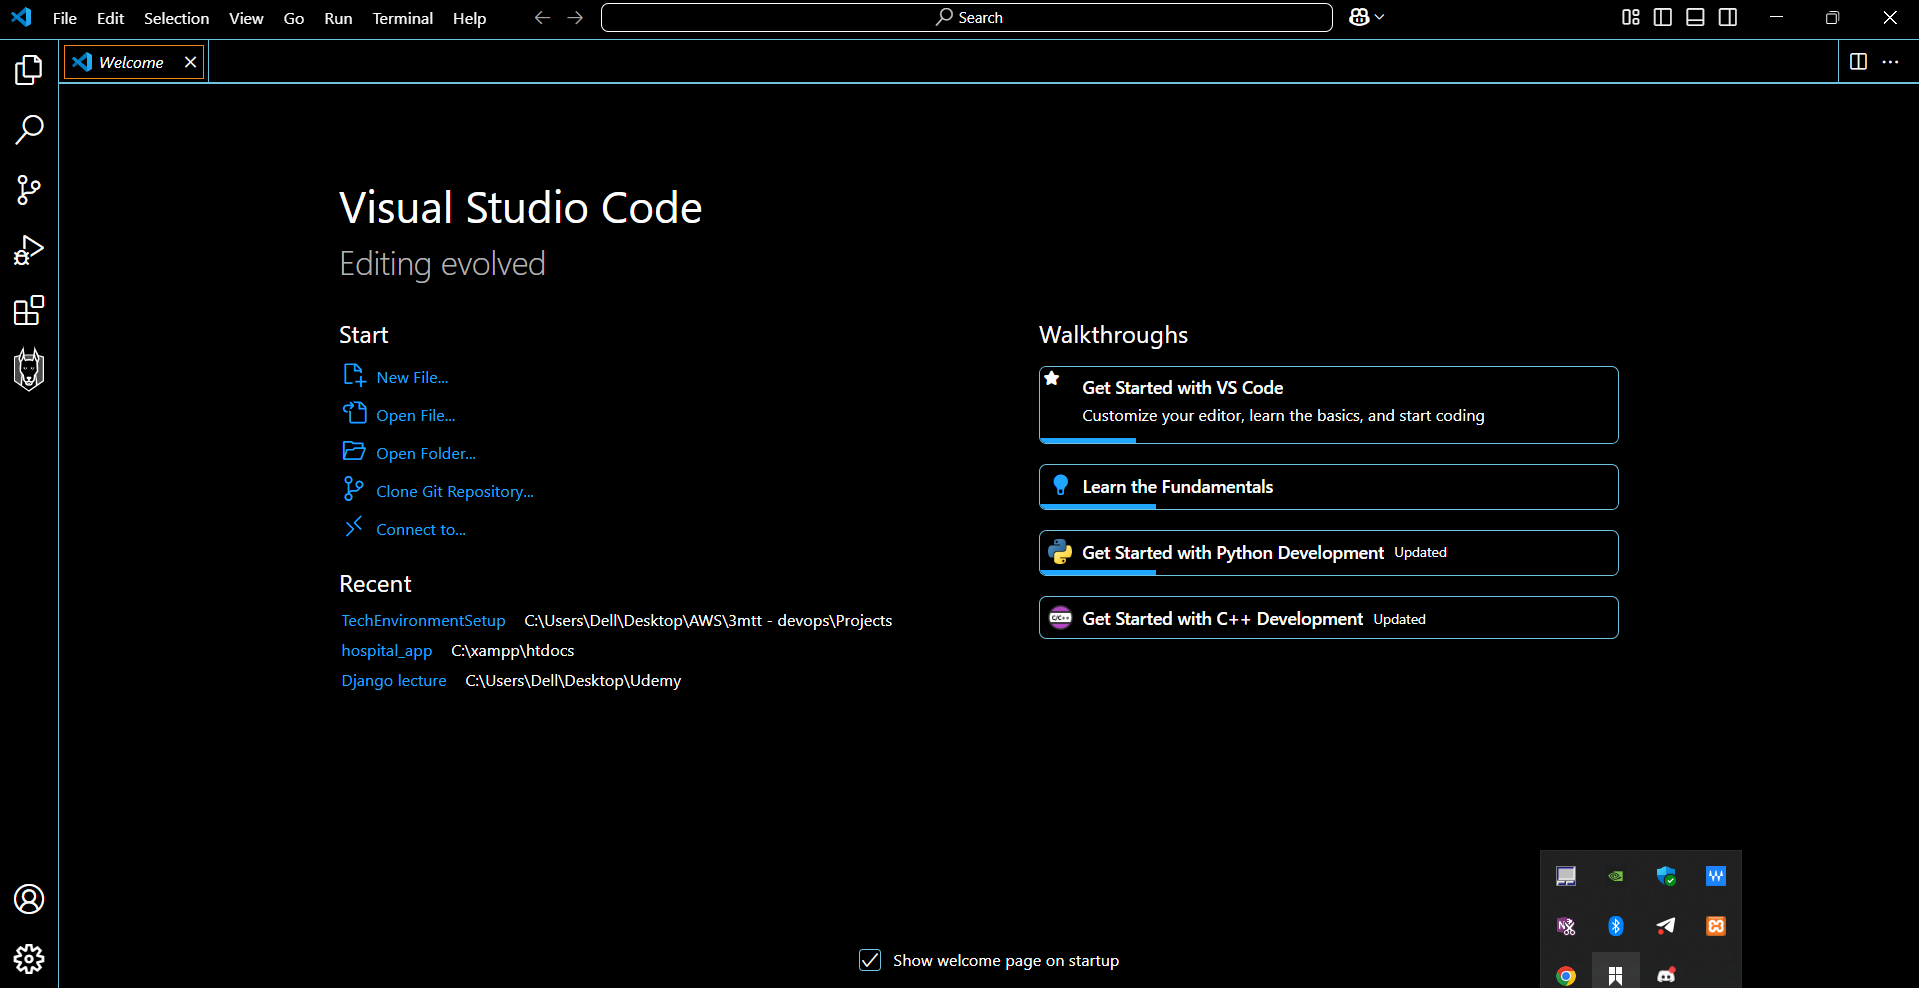 File Edit Selection View Go Run Terminal Help Search
Welcome
Visual Studio Code
Editing evolved
Start
New File...
Open File...
Open Folder...
Clone Git Repository...
Connect to...
Recent
TechEnvironmentSetup C:\Users\Dell\Desktop\AWS\3mtt - devops\Projects
hospital_app C:\xampp\htdocs
Django lecture C:\Users\Dell\Desktop\Udemy
Walkthroughs
Get Started with VS Code
Customize your editor, learn the basics, and start coding
Learn the Fundamentals
Get Started with Python Development Updated
C/C++ Get Started with C++ Development Updated
Show welcome page on startup